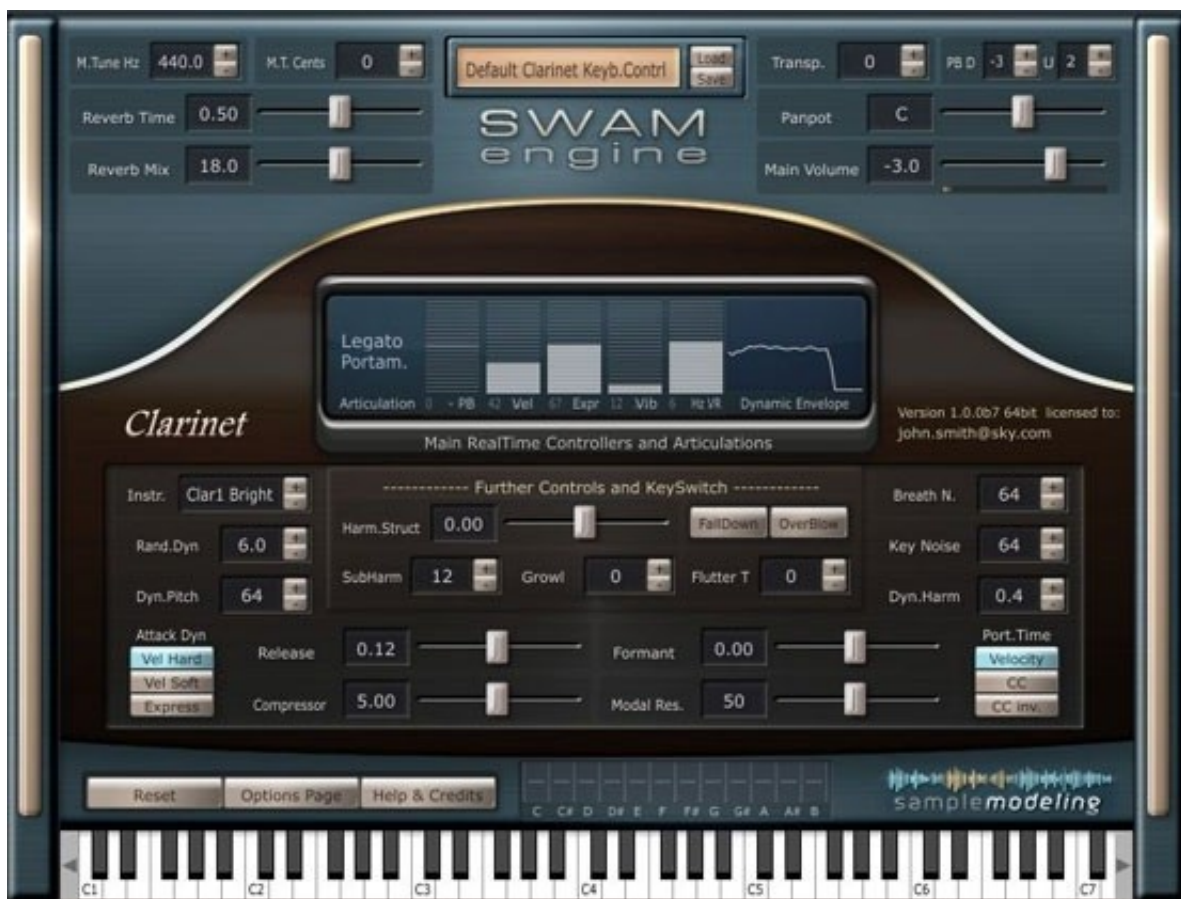 M.Tune Hz 440.0 + - M.T. Cents 0 + -
Default Clarinet Keyb.Contrl Load Save
Transp. 0 + - PB D -3 + - U 2 + -
Reverb Time 0.50
SWAM
engine
Panpot C
Reverb Mix 18.0
Main Volume -3.0
Legato
Portam.
Articulation 0 - PB 42 Vel 67 Expr 12 Vib 6 Hz VR Dynamic Envelope
Main RealTime Controllers and Articulations
Clarinet
Version 1.0.0b7 64bit licensed to:
john.smith@sky.com
Instr. Clar1 Bright + -
------------ Further Controls and KeySwitch ------------
Breath N. 64 + -
Harm.Struct 0.00 FallDown OverBlow
Rand.Dyn 6.0 + -
Key Noise 64 + -
SubHarm 12 + - Growl 0 + - Flutter T 0 + -
Dyn.Pitch 64 + -
Dyn.Harm 0.4 + -
Attack Dyn
Vel Hard
Vel Soft
Express
Release 0.12
Formant 0.00
Compressor 5.00
Modal Res. 50
Port.Time
Velocity
CC
CC inv.
Reset Options Page Help & Credits
C C# D D# E F F# G G# A A# B
samplemodeling
C1 C2 C3 C4 C5 C6 C7